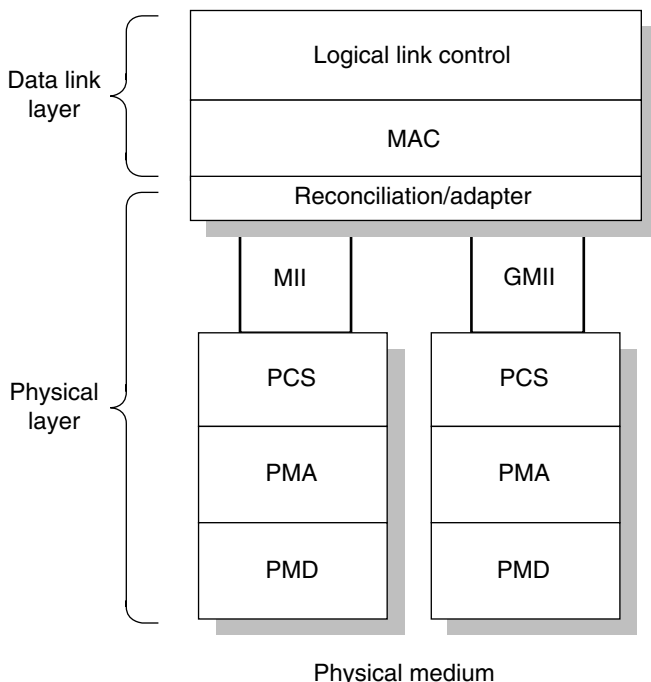 Data link
layer
Logical link control
MAC
Reconciliation/adapter
MII
GMII
Physical
layer
PCS
PCS
PMA
PMA
PMD
PMD
Physical medium